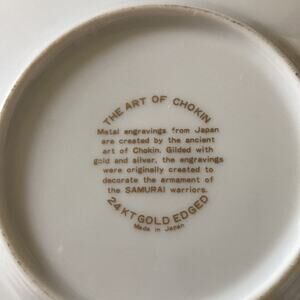 THE ART OF CHOKIN
Metal engravings from Japan
are created by the ancient
art of Chokin. Gilded with
gold and silver, the engravings
were originally created to
decorate the armament of
the SAMURAI warriors.
24 KT GOLD EDGED
Made in Japan